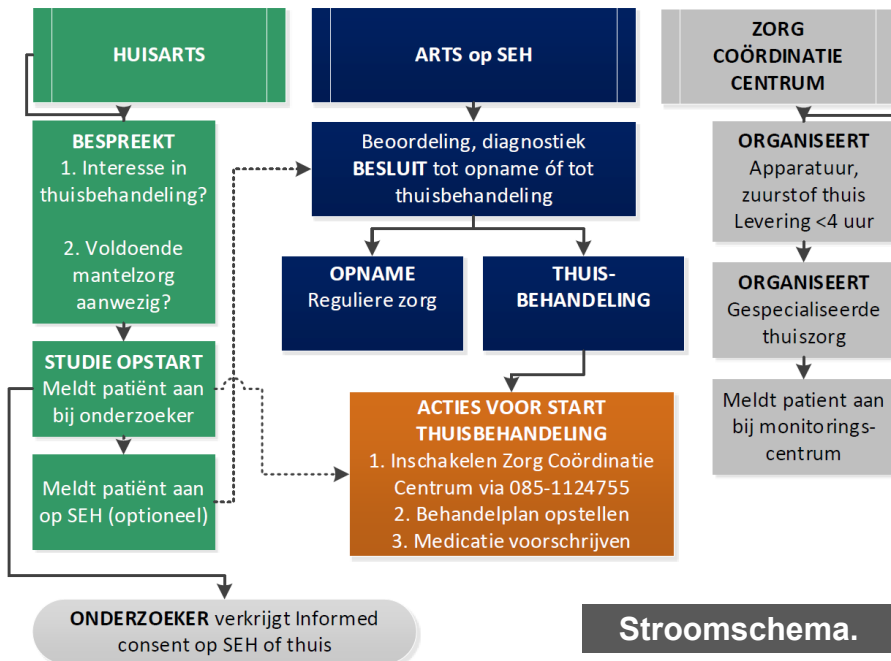 HUISARTS
BESPREEKT
1. Interesse in
thuisbehandeling?
2. Voldoende
mantelzorg
aanwezig?
STUDIE OPSTART
Meldt patiënt aan
bij onderzoeker
Meldt patiënt aan
op SEH (optioneel)
ONDERZOEKER verkrijgt Informed
consent op SEH of thuis
ARTS op SEH
Beoordeling, diagnostiek
BESLUIT tot opname óf tot
thuisbehandeling
OPNAME
Reguliere zorg
THUIS-
BEHANDELING
ACTIES VOOR START
THUISBEHANDELING
1. Inschakelen Zorg Coördinatie
Centrum via 085-1124755
2. Behandelplan opstellen
3. Medicatie voorschrijven
ZORG
COÖRDINATIE
CENTRUM
ORGANISEERT
Apparatuur,
zuurstof thuis
Levering <4 uur
ORGANISEERT
Gespecialiseerde
thuiszorg
Meldt patient aan
bij monitorings-
centrum
Stroomschema.